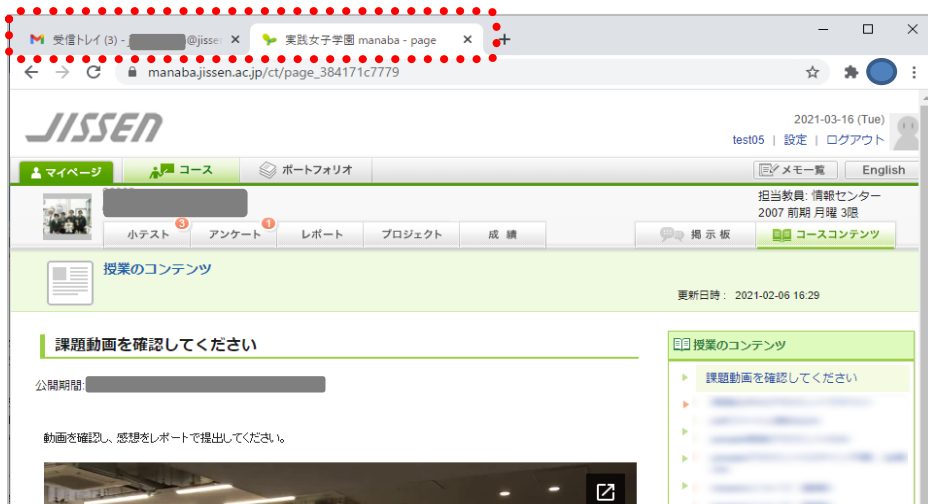 受信トレイ (3) - j @jisse
実践女子学園 manaba - page
manaba.jissen.ac.jp/ct/page_384171c7779
JISSEN
2021-03-16 (Tue)
test05 | 設定 | ログアウト
マイページ
コース
ポートフォリオ
メモ一覧
English
担当教員: 情報センター
2007 前期 月曜 3限
小テスト 3
アンケート 1
レポート
プロジェクト
成績
掲示板
コースコンテンツ
授業のコンテンツ
更新日時 : 2021-02-06 16:29
課題動画を確認してください
授業のコンテンツ
公開期間:
課題動画を確認してください
動画を確認し、感想をレポートで提出してください。